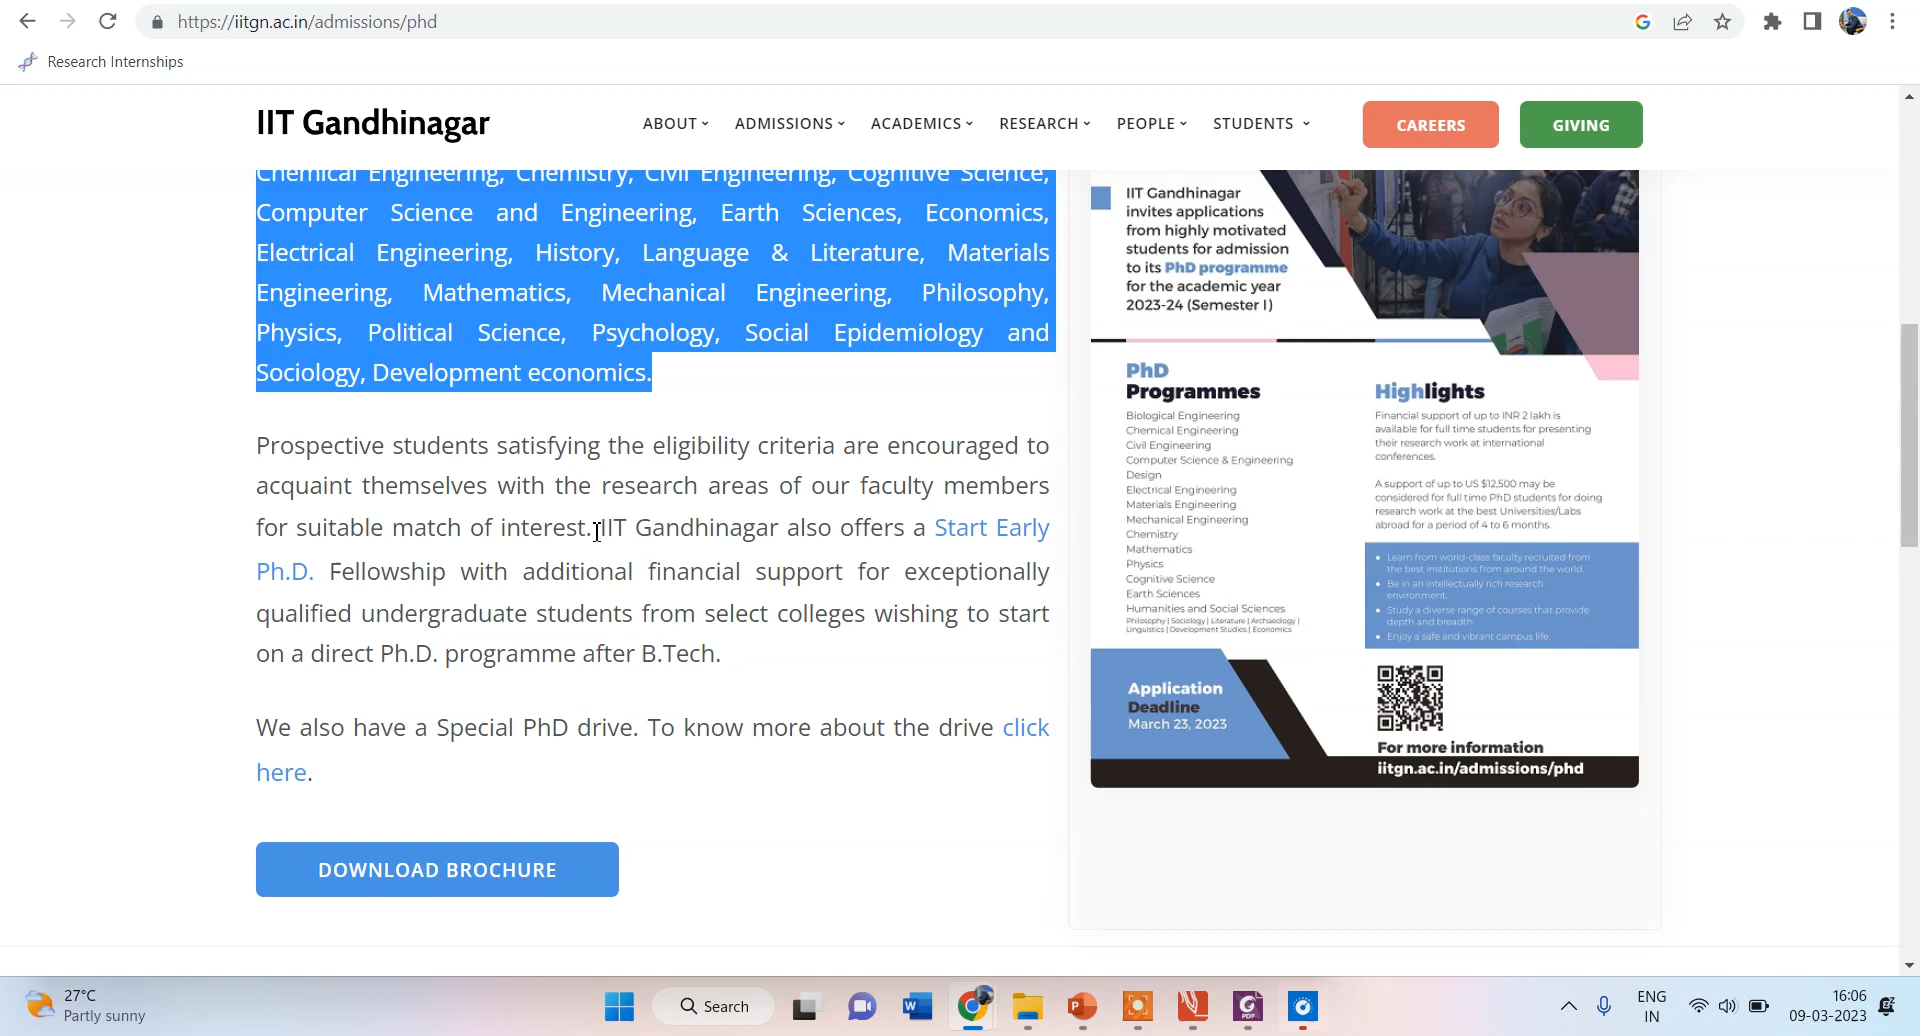 https://iitgn.ac.in/admissions/phd
Research Internships
IIT Gandhinagar
ABOUT
ADMISSIONS
ACADEMICS
RESEARCH
PEOPLE
STUDENTS
CAREERS
GIVING
Chemical Engineering, Chemistry, Civil Engineering, Cognitive Science,
Computer Science and Engineering, Earth Sciences, Economics,
Electrical Engineering, History, Language & Literature, Materials
Engineering, Mathematics, Mechanical Engineering, Philosophy,
Physics, Political Science, Psychology, Social Epidemiology and
Sociology, Development economics.
Prospective students satisfying the eligibility criteria are encouraged to
acquaint themselves with the research areas of our faculty members
for suitable match of interest. IIT Gandhinagar also offers a Start Early
Ph.D. Fellowship with additional financial support for exceptionally
qualified undergraduate students from select colleges wishing to start
on a direct Ph.D. programme after B.Tech.
We also have a Special PhD drive. To know more about the drive click
here.
DOWNLOAD BROCHURE
IIT Gandhinagar
invites applications
from highly motivated
students for admission
to its PhD programme
for the academic year
2023-24 (Semester I)
PhD
Programmes
Biological Engineering
Chemical Engineering
Civil Engineering
Computer Science & Engineering
Design
Electrical Engineering
Materials Engineering
Mechanical Engineering
Chemistry
Mathematics
Physics
Cognitive Science
Earth Sciences
Humanities and Social Sciences
Philosophy | Sociology | Literature | Archaeology |
Linguistics | Development Studies | Economics
Highlights
Financial support of up to INR 2 lakh is
available for full time students for presenting
their research work at international
conferences.
A support of up to US $12,500 may be
considered for full time PhD students for doing
research work at the best Universities/Labs
abroad for a period of 4 to 6 months.
Learn from world-class faculty recruited from
the best institutions from around the world.
Be in an intellectually rich research
environment.
Study a diverse range of courses that provide
depth and breadth.
Enjoy a safe and vibrant campus life.
Application
Deadline
March 23, 2023
For more information
iitgn.ac.in/admissions/phd
27°C
Partly sunny
Search
ENG
IN
16:06
09-03-2023